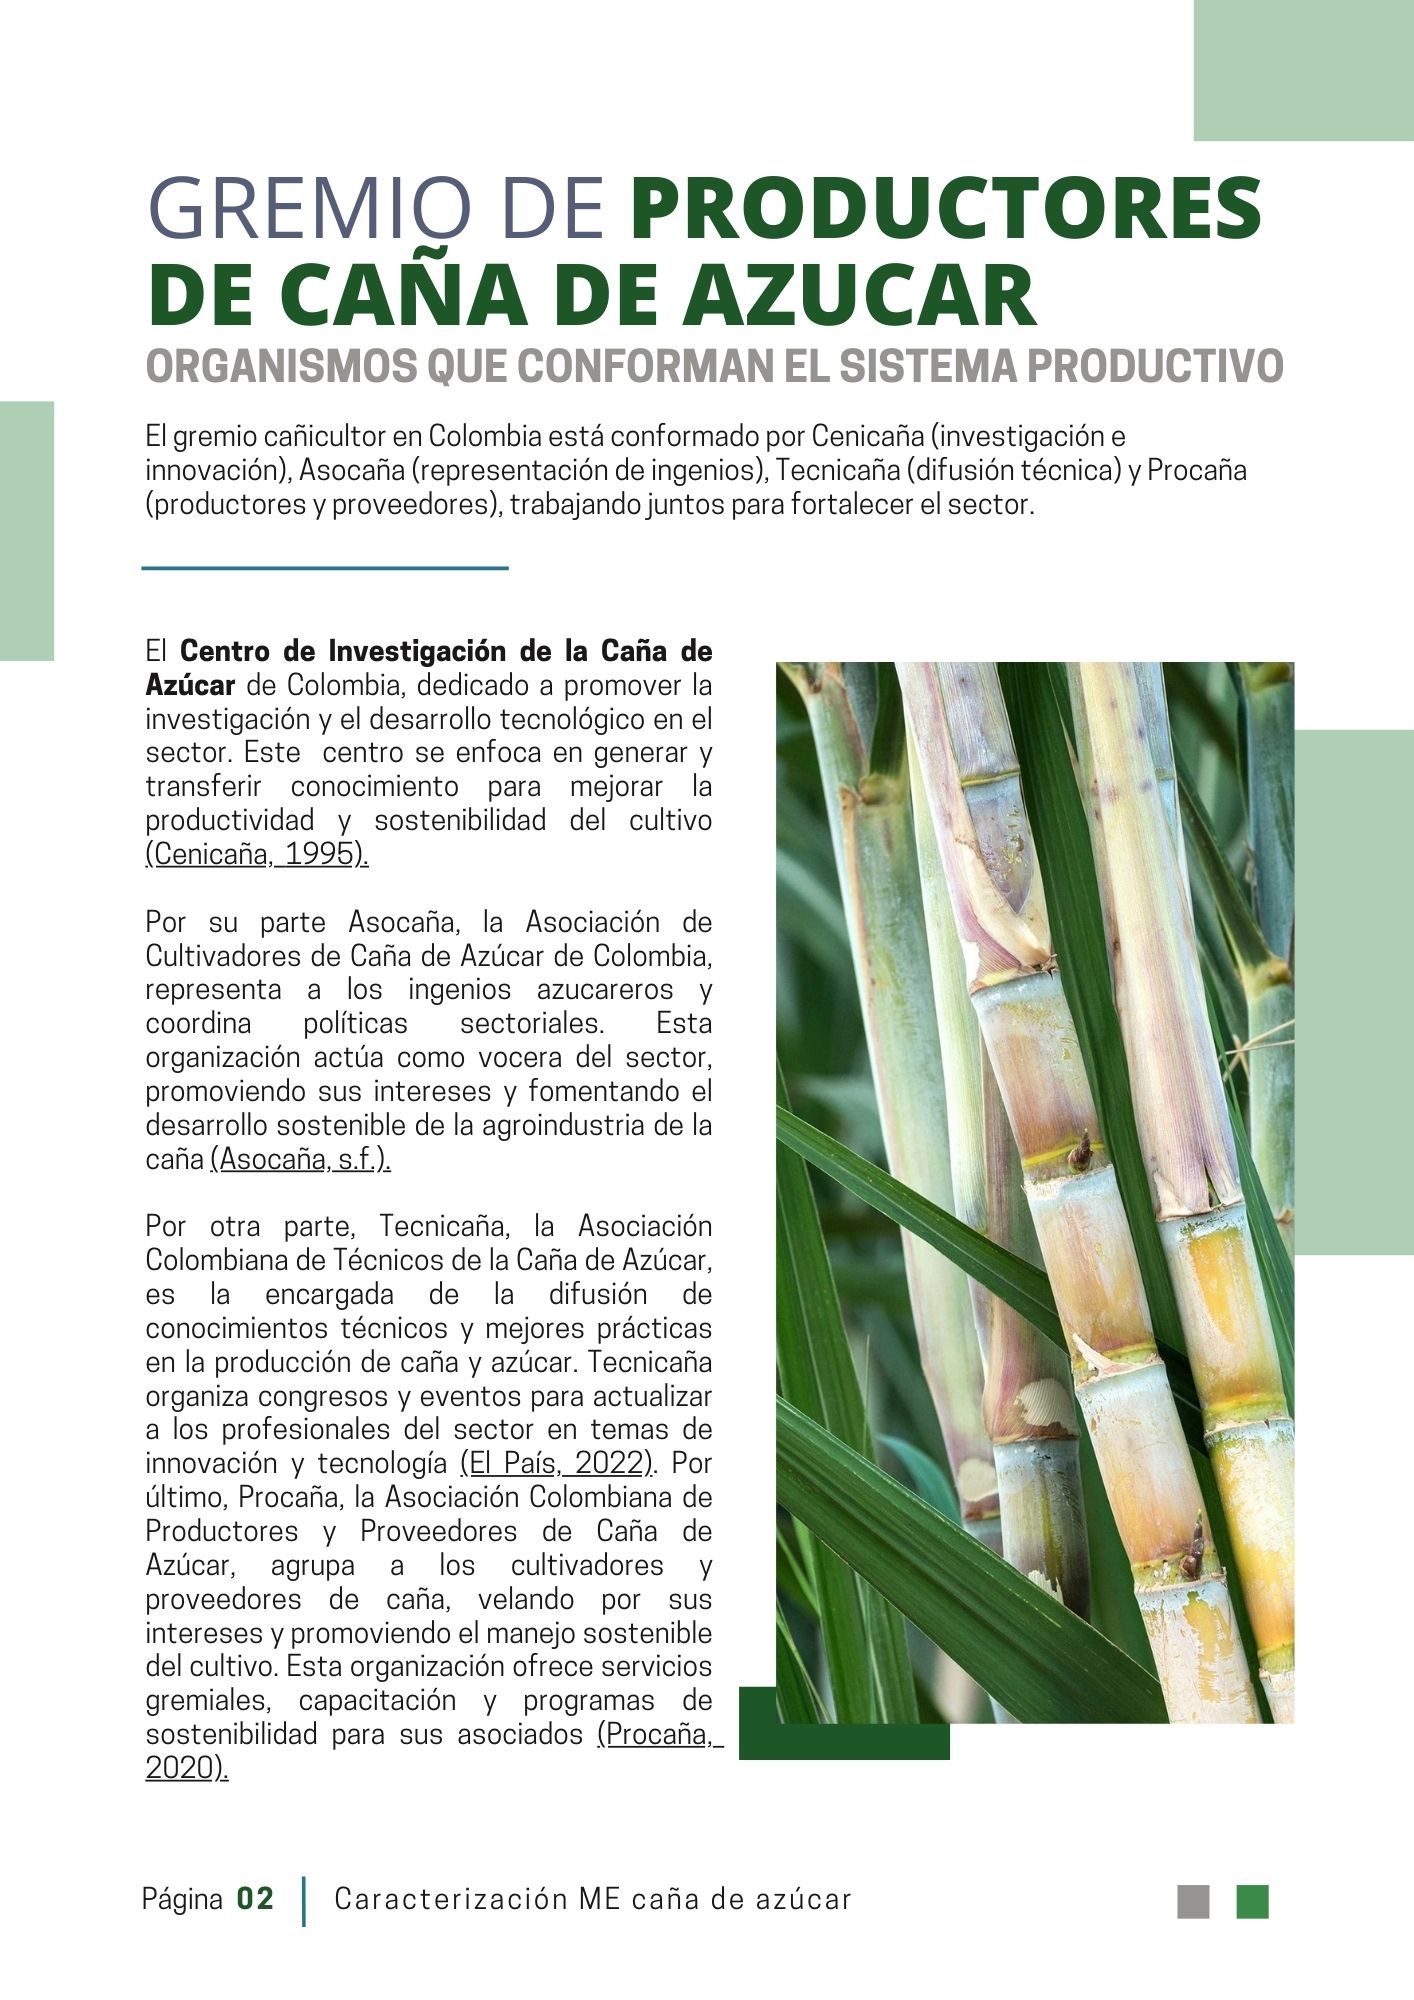 GREMIO DE PRODUCTORES
DE CAÑA DE AZUCAR
ORGANISMOS QUE CONFORMAN EL SISTEMA PRODUCTIVO
El gremio cañicultor en Colombia está conformado por Cenicaña (investigación e
innovación), Asocaña (representación de ingenios), Tecnicaña (difusión técnica) y Procaña
(productores y proveedores), trabajando juntos para fortalecer el sector.
El Centro de Investigación de la Caña de
Azúcar de Colombia, dedicado a promover la
investigación y el desarrollo tecnológico en el
sector. Este centro se enfoca en generar y
transferir conocimiento para mejorar la
productividad y sostenibilidad del cultivo
(Cenicaña, 1995).
Por su parte Asocaña, la Asociación de
Cultivadores de Caña de Azúcar de Colombia,
representa a los ingenios azucareros y
coordina políticas sectoriales. Esta
organización actúa como vocera del sector,
promoviendo sus intereses y fomentando el
desarrollo sostenible de la agroindustria de la
caña (Asocaña, s.f.).
Por otra parte, Tecnicaña, la Asociación
Colombiana de Técnicos de la Caña de Azúcar,
es la encargada de la difusión de
conocimientos técnicos y mejores prácticas
en la producción de caña y azúcar. Tecnicaña
organiza congresos y eventos para actualizar
a los profesionales del sector en temas de
innovación y tecnología (El País, 2022). Por
último, Procaña, la Asociación Colombiana de
Productores y Proveedores de Caña de
Azúcar, agrupa a los cultivadores y
proveedores de caña, velando por sus
intereses y promoviendo el manejo sostenible
del cultivo. Esta organización ofrece servicios
gremiales, capacitación y programas de
sostenibilidad para sus asociados (Procaña,
2020).
Página 02 Caracterización ME caña de azúcar